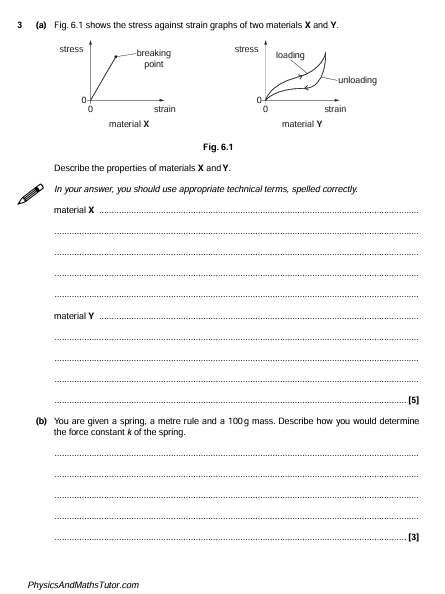 3 (a) Fig. 6.1 shows the stress against strain graphs of two materials X and Y.
stress
breaking
point
0
0
strain
material X
stress
loading
unloading
0
0
strain
material Y
Fig. 6.1
Describe the properties of materials X and Y.
In your answer, you should use appropriate technical terms, spelled correctly.
material X
material Y
[5]
(b) You are given a spring, a metre rule and a 100 g mass. Describe how you would determine
the force constant k of the spring.
[3]
PhysicsAndMathsTutor.com